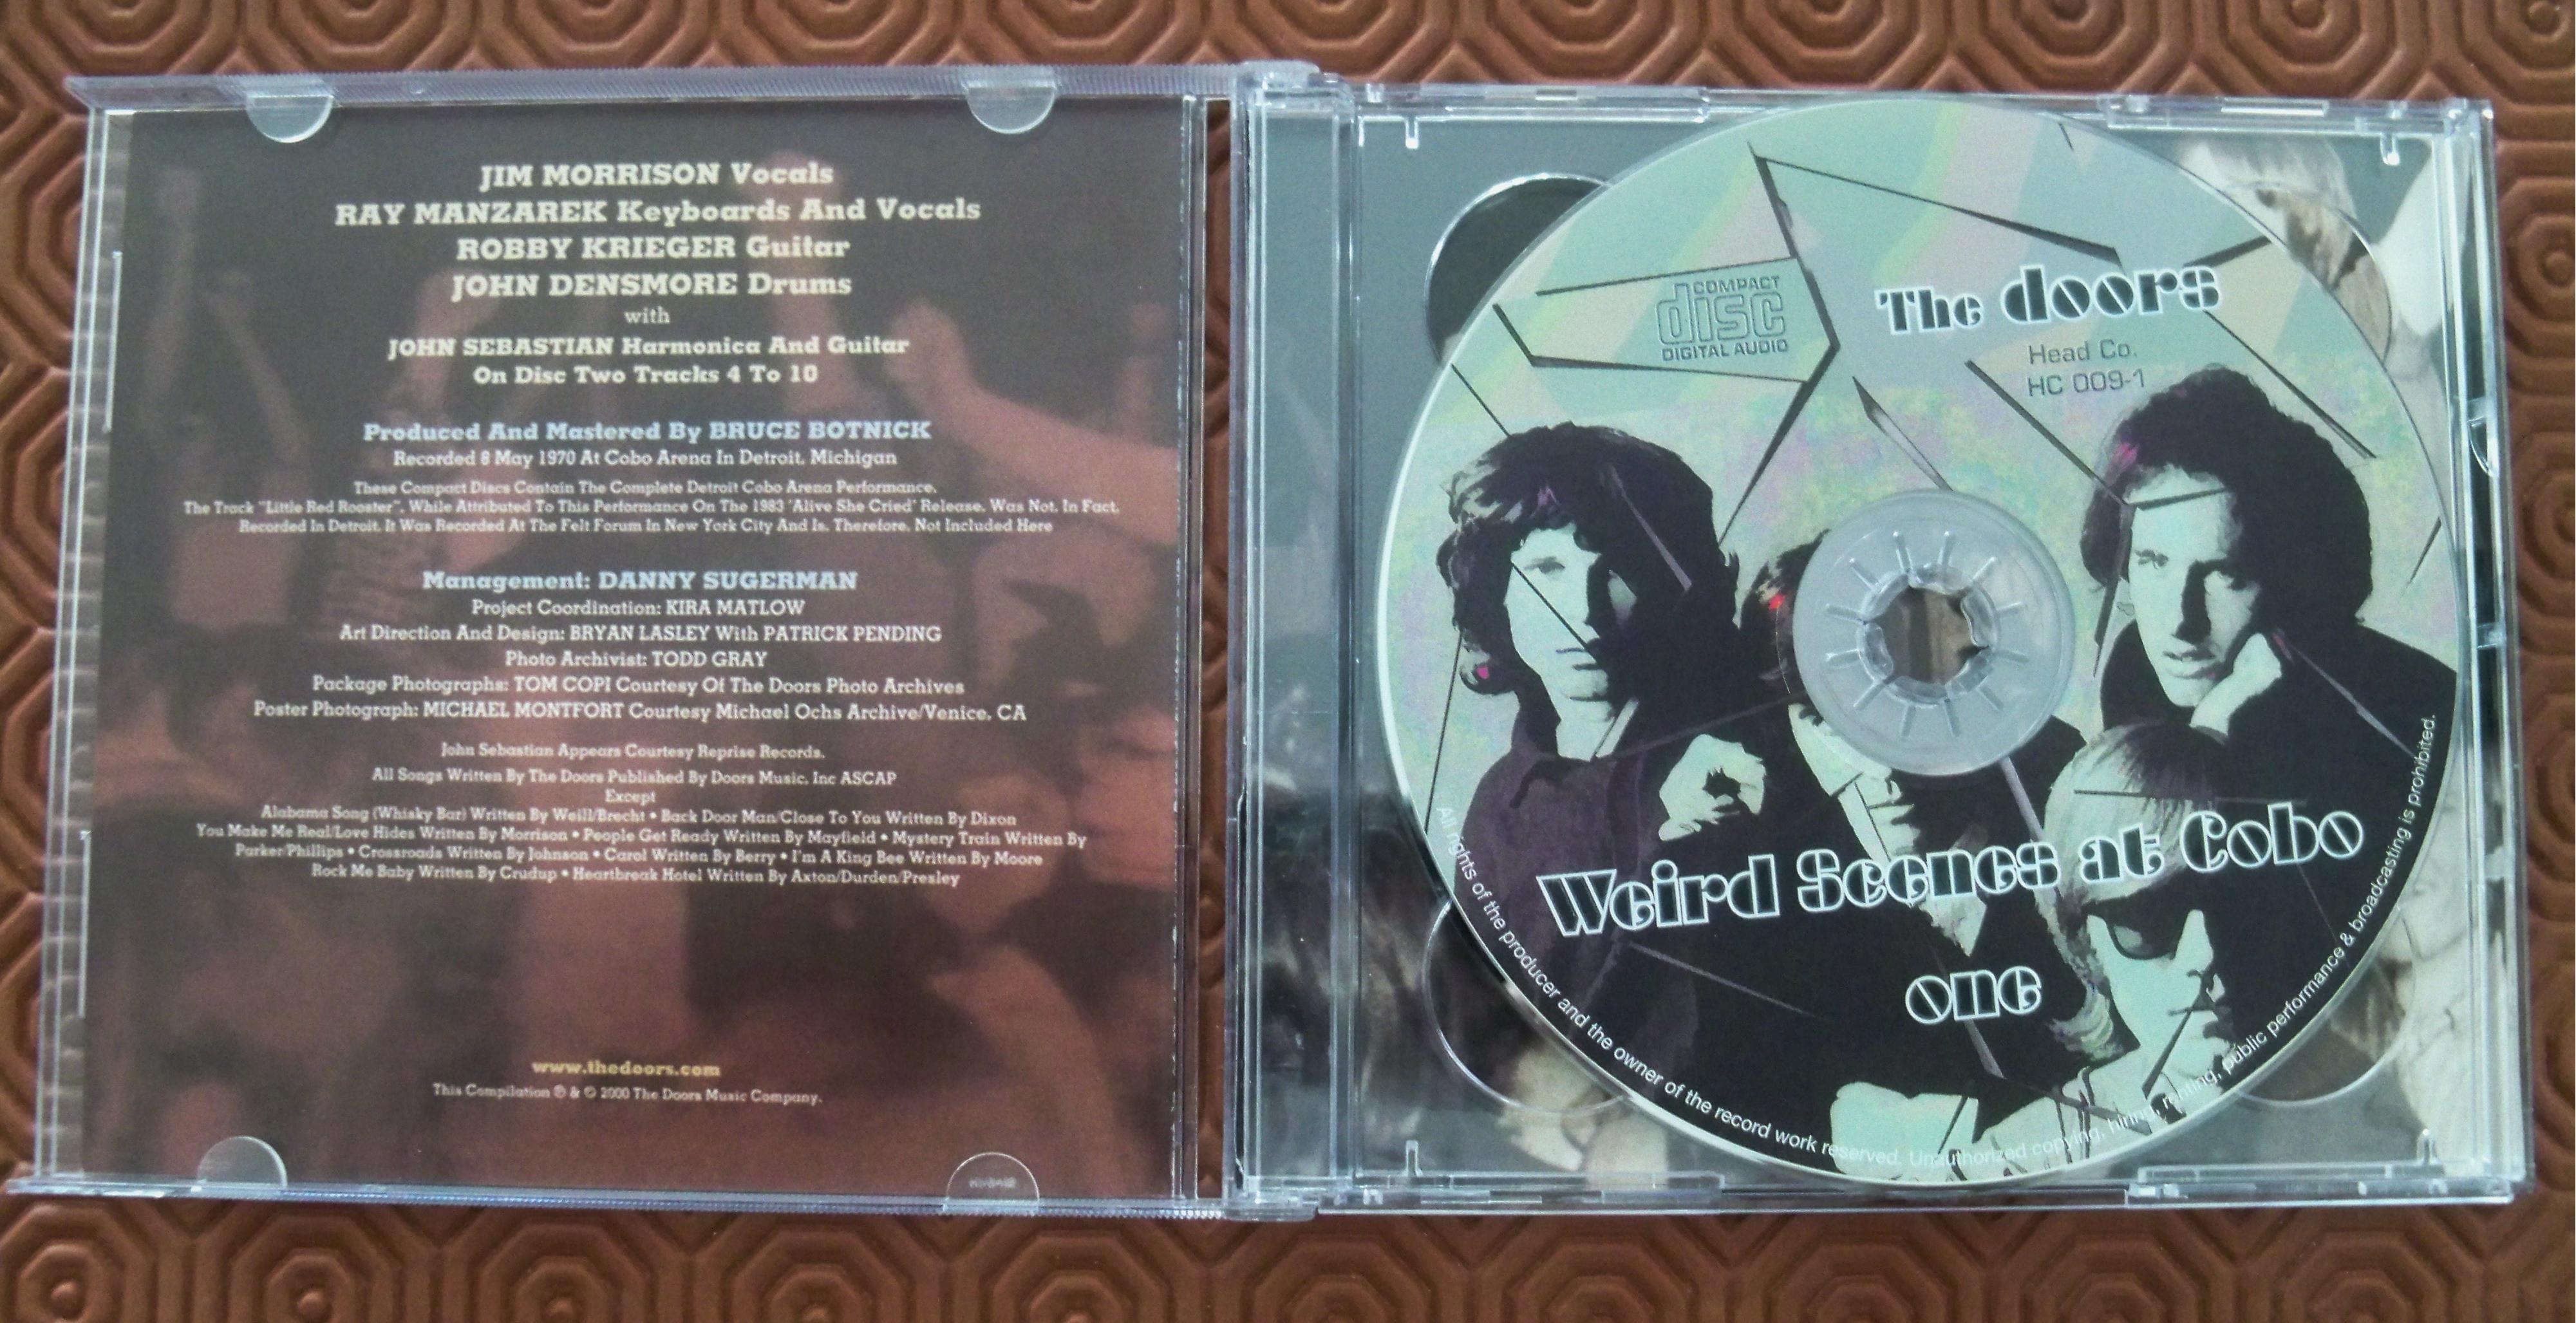 JIM MORRISON Vocals
RAY MANZAREK Keyboards And Vocals
ROBBY KRIEGER Guitar
JOHN DENSMORE Drums
with
JOHN SEBASTIAN Harmonica And Guitar
On Disc Two Tracks 4 To 10
Produced And Mastered By BRUCE BOTNICK
Recorded 8 May 1970 At Cobo Arena In Detroit, Michigan
These Compact Discs Contain The Complete Detroit Cobo Arena Performance.
The Track "Little Red Rooster", While Attributed To This Performance On The 1983 'Alive She Cried' Release, Was Not, In Fact,
Recorded In Detroit. It Was Recorded At The Felt Forum In New York City And Is, Therefore, Not Included Here
Management: DANNY SUGERMAN
Project Coordination: KIRA MATLOW
Art Direction And Design: BRYAN LASLEY With PATRICK PENDING
Photo Archivist: TODD GRAY
Package Photographs: TOM COPI Courtesy Of The Doors Photo Archives
Poster Photograph: MICHAEL MONTFORT Courtesy Michael Ochs Archive/Venice, CA
John Sebastian Appears Courtesy Reprise Records.
All Songs Written By The Doors Published By Doors Music, Inc ASCAP
Except
Alabama Song (Whisky Bar) Written By Weill/Brecht • Back Door Man/Close To You Written By Dixon
You Make Me Real/Love Hides Written By Morrison • People Get Ready Written By Mayfield • Mystery Train Written By
Parker/Phillips • Crossroads Written By Johnson • Carol Written By Berry • I'm A King Bee Written By Moore
Rock Me Baby Written By Crudup • Heartbreak Hotel Written By Axton/Durden/Presley
www.thedoors.com
This Compilation ℗ & © 2000 The Doors Music Company.
COMPACT
disc
DIGITAL AUDIO
The doors
Head Co.
HC 009-1
Weird Scenes at Cobo
one
All rights of the producer and the owner of the record work reserved. Unauthorized copying, hiring, renting, public performance & broadcasting is prohibited.